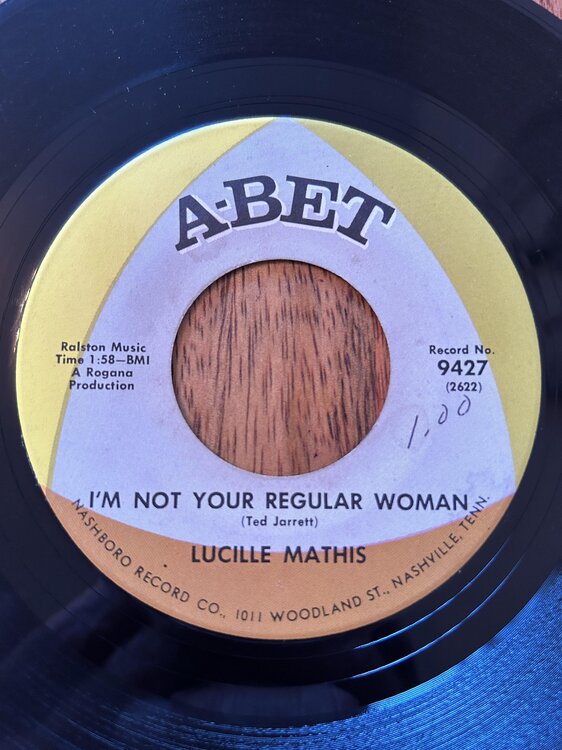 A-BET
Ralston Music
Time 1:58—BMI
A Rogana
Production
Record No.
9427
(2622)
1.00
I'M NOT YOUR REGULAR WOMAN
(Ted Jarrett)
LUCILLE MATHIS
NASHBORO RECORD CO., 1011 WOODLAND ST., NASHVILLE, TENN.